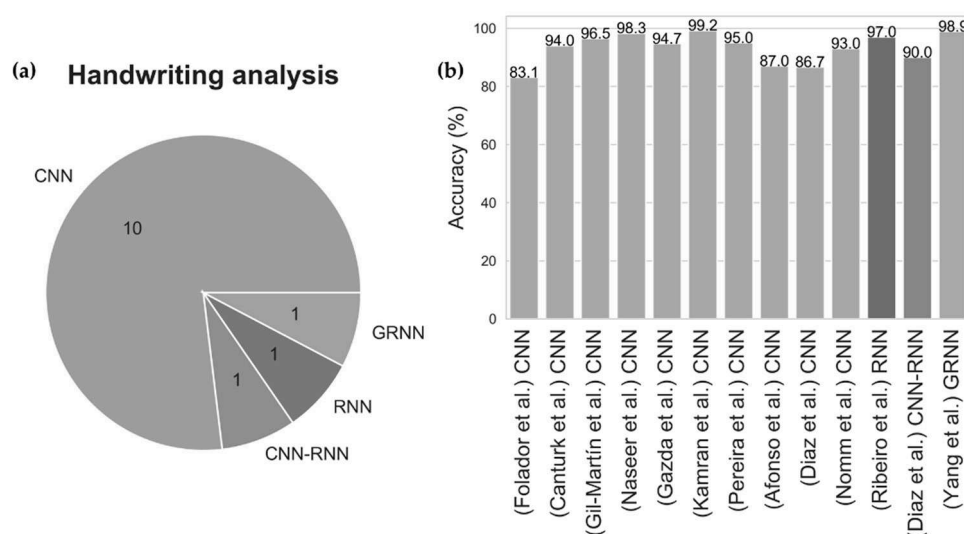 (a)
Handwriting analysis
CNN
10
1
GRNN
1
RNN
1
CNN-RNN
(b)
Accuracy (%)
100
80
60
40
20
0
83.1
94.0
96.5
98.3
94.7
99.2
95.0
87.0
86.7
93.0
97.0
90.0
98.9
(Folador et al.) CNN
(Canturk et al.) CNN
(Gil-Martín et al.) CNN
(Naseer et al.) CNN
(Gazda et al.) CNN
(Kamran et al.) CNN
(Pereira et al.) CNN
(Afonso et al.) CNN
(Diaz et al.) CNN
(Nomm et al.) CNN
(Ribeiro et al.) RNN
(Diaz et al.) CNN-RNN
(Yang et al.) GRNN